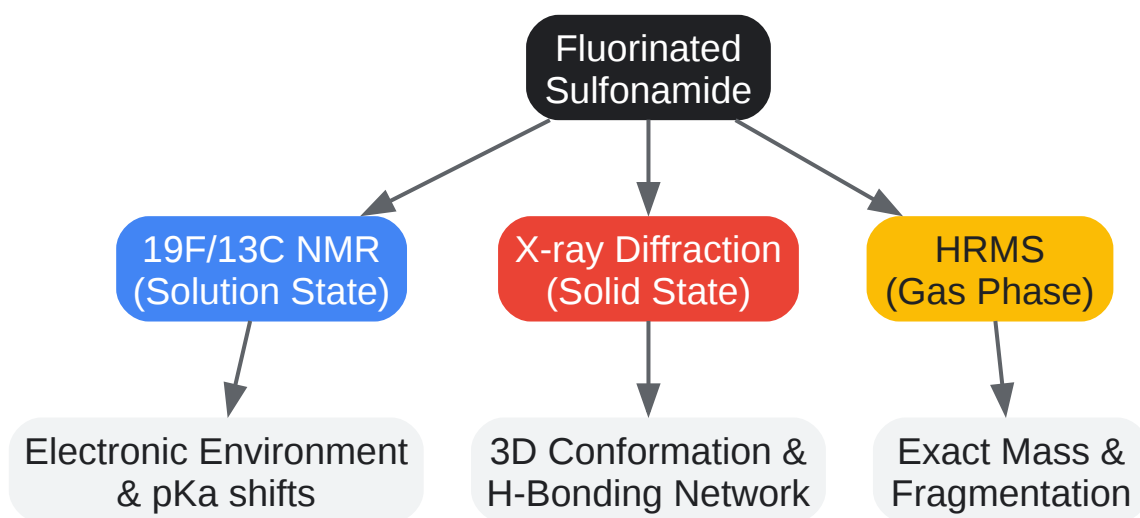 Fluorinated
Sulfonamide
19F/13C NMR
(Solution State)
X-ray Diffraction
(Solid State)
HRMS
(Gas Phase)
Electronic Environment
& pKa shifts
3D Conformation &
H-Bonding Network
Exact Mass &
Fragmentation